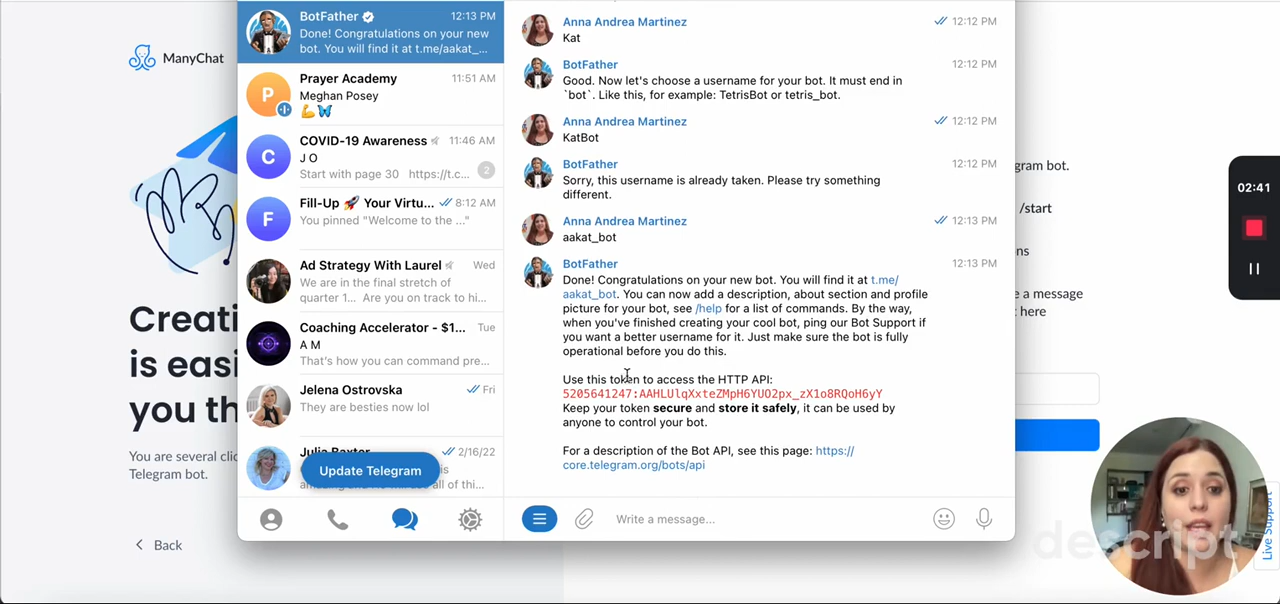 ManyChat
Creati
is easi
you th
You are several clic
Telegram bot.
Back
BotFather
12:13 PM
Done! Congratulations on your new
bot. You will find it at t.me/aakat_...
P
Prayer Academy
11:51 AM
Meghan Posey
💪🦋
C
COVID-19 Awareness
11:46 AM
J O
Start with page 30 https://t.c...
2
F
Fill-Up 🚀 Your Virtu...
8:12 AM
You pinned "Welcome to the ..."
Ad Strategy With Laurel
Wed
We are in the final stretch of
quarter 1... Are you on track to hi...
Coaching Accelerator - $1...
Tue
A M
That's how you can command pre...
Jelena Ostrovska
Fri
They are besties now lol
Julia Baxter
2/16/22
Update Telegram
all of thi...
Anna Andrea Martinez
12:12 PM
Kat
BotFather
12:12 PM
Good. Now let's choose a username for your bot. It must end in
`bot`. Like this, for example: TetrisBot or tetris_bot.
Anna Andrea Martinez
12:12 PM
KatBot
BotFather
12:12 PM
Sorry, this username is already taken. Please try something
different.
Anna Andrea Martinez
12:13 PM
aakat_bot
BotFather
12:13 PM
Done! Congratulations on your new bot. You will find it at t.me/
aakat_bot. You can now add a description, about section and profile
picture for your bot, see /help for a list of commands. By the way,
when you've finished creating your cool bot, ping our Bot Support if
you want a better username for it. Just make sure the bot is fully
operational before you do this.
Use this token to access the HTTP API:
5205641247:AAHLUlqXxteZMpH6YUO2px_zX1o8RQoH6yY
Keep your token secure and store it safely, it can be used by
anyone to control your bot.
For a description of the Bot API, see this page: https://
core.telegram.org/bots/api
Write a message...
gram bot.
/start
ns
e a message
here
02:41
Live Support
descript